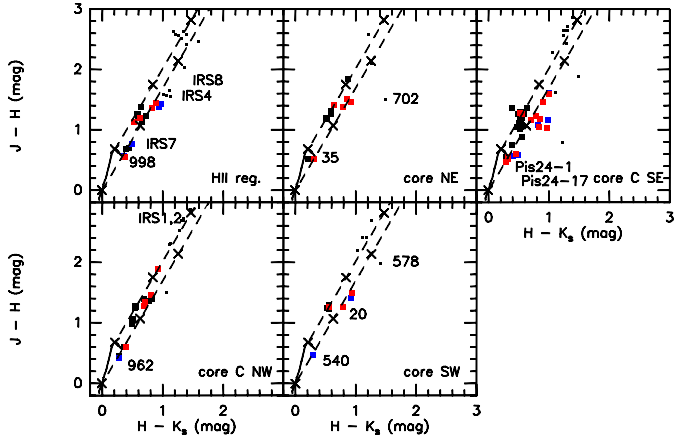 3
2
1
0
J − H (mag)
IRS8
IRS4
IRS7
998
HII reg.
702
35
core NE
Pis24−1
Pis24−17
core C SE
0 1 2 3
H − Ks (mag)
3
2
1
0
J − H (mag)
IRS1,2
962
core C NW
578
20
540
core SW
0 1 2
H − Ks (mag)
0 1 2 3
H − Ks (mag)